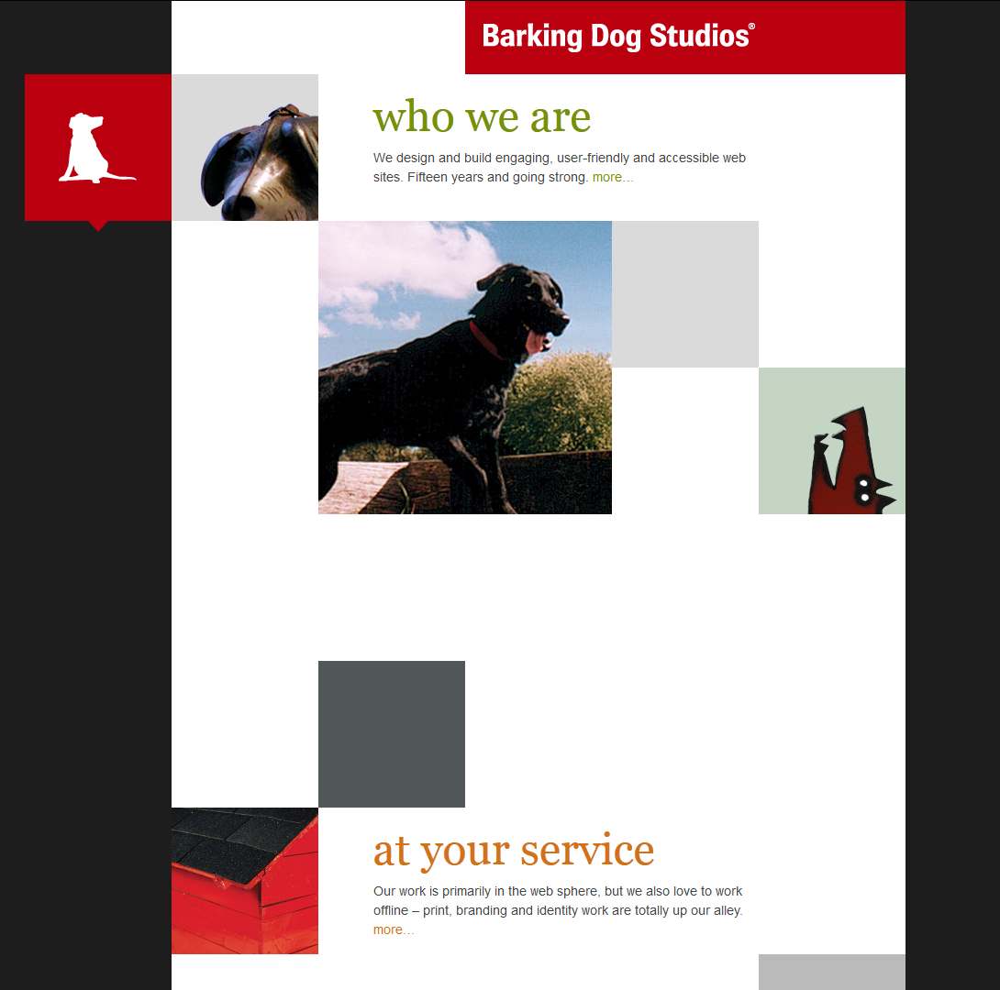 Barking Dog Studios®
who we are
We design and build engaging, user-friendly and accessible web
sites. Fifteen years and going strong. more…
at your service
Our work is primarily in the web sphere, but we also love to work
offline – print, branding and identity work are totally up our alley.
more…